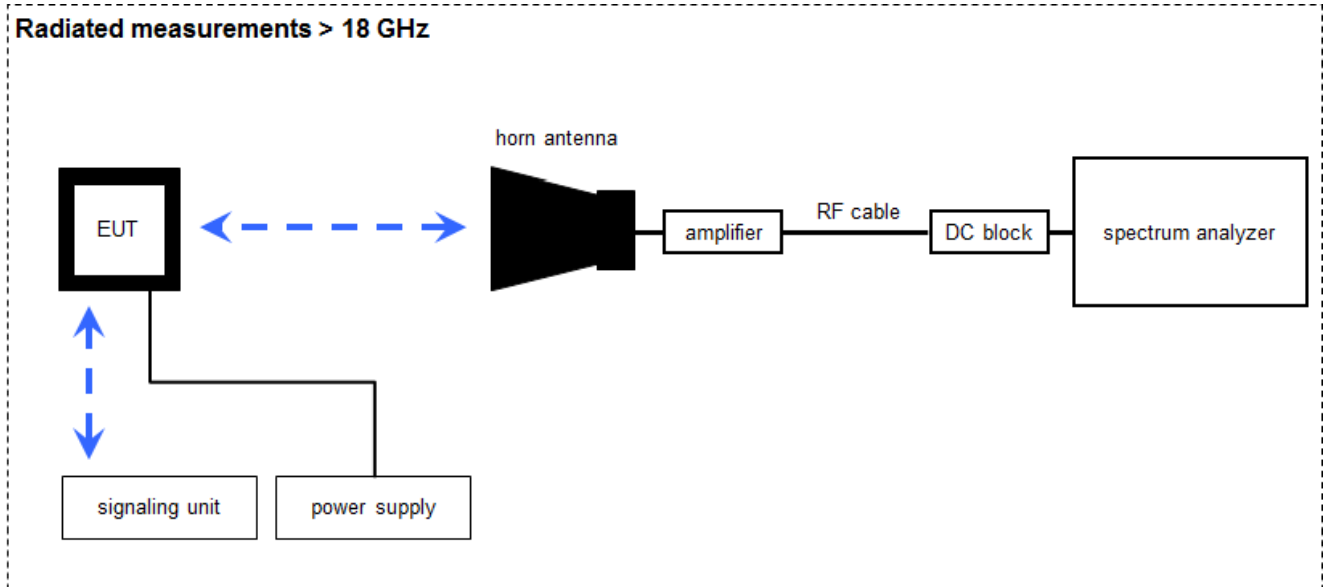 Radiated measurements > 18 GHz
horn antenna
EUT
amplifier
RF cable
DC block
spectrum analyzer
signaling unit
power supply